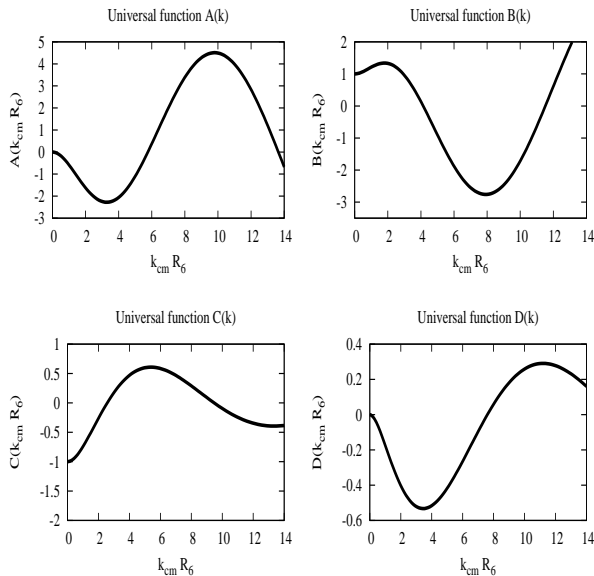 Universal function A(k)
A(k_cm R_6)
5
4
3
2
1
0
-1
-2
-3
0 2 4 6 8 10 12 14
k_cm R_6
Universal function B(k)
B(k_cm R_6)
2
1
0
-1
-2
-3
0 2 4 6 8 10 12 14
k_cm R_6
Universal function C(k)
C(k_cm R_6)
1
0.5
0
-0.5
-1
-1.5
-2
0 2 4 6 8 10 12 14
k_cm R_6
Universal function D(k)
D(k_cm R_6)
0.4
0.2
0
-0.2
-0.4
-0.6
0 2 4 6 8 10 12 14
k_cm R_6